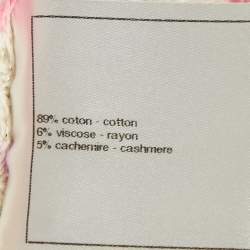 89% coton - cotton
6% viscose - rayon
5% cachemire - cashmere